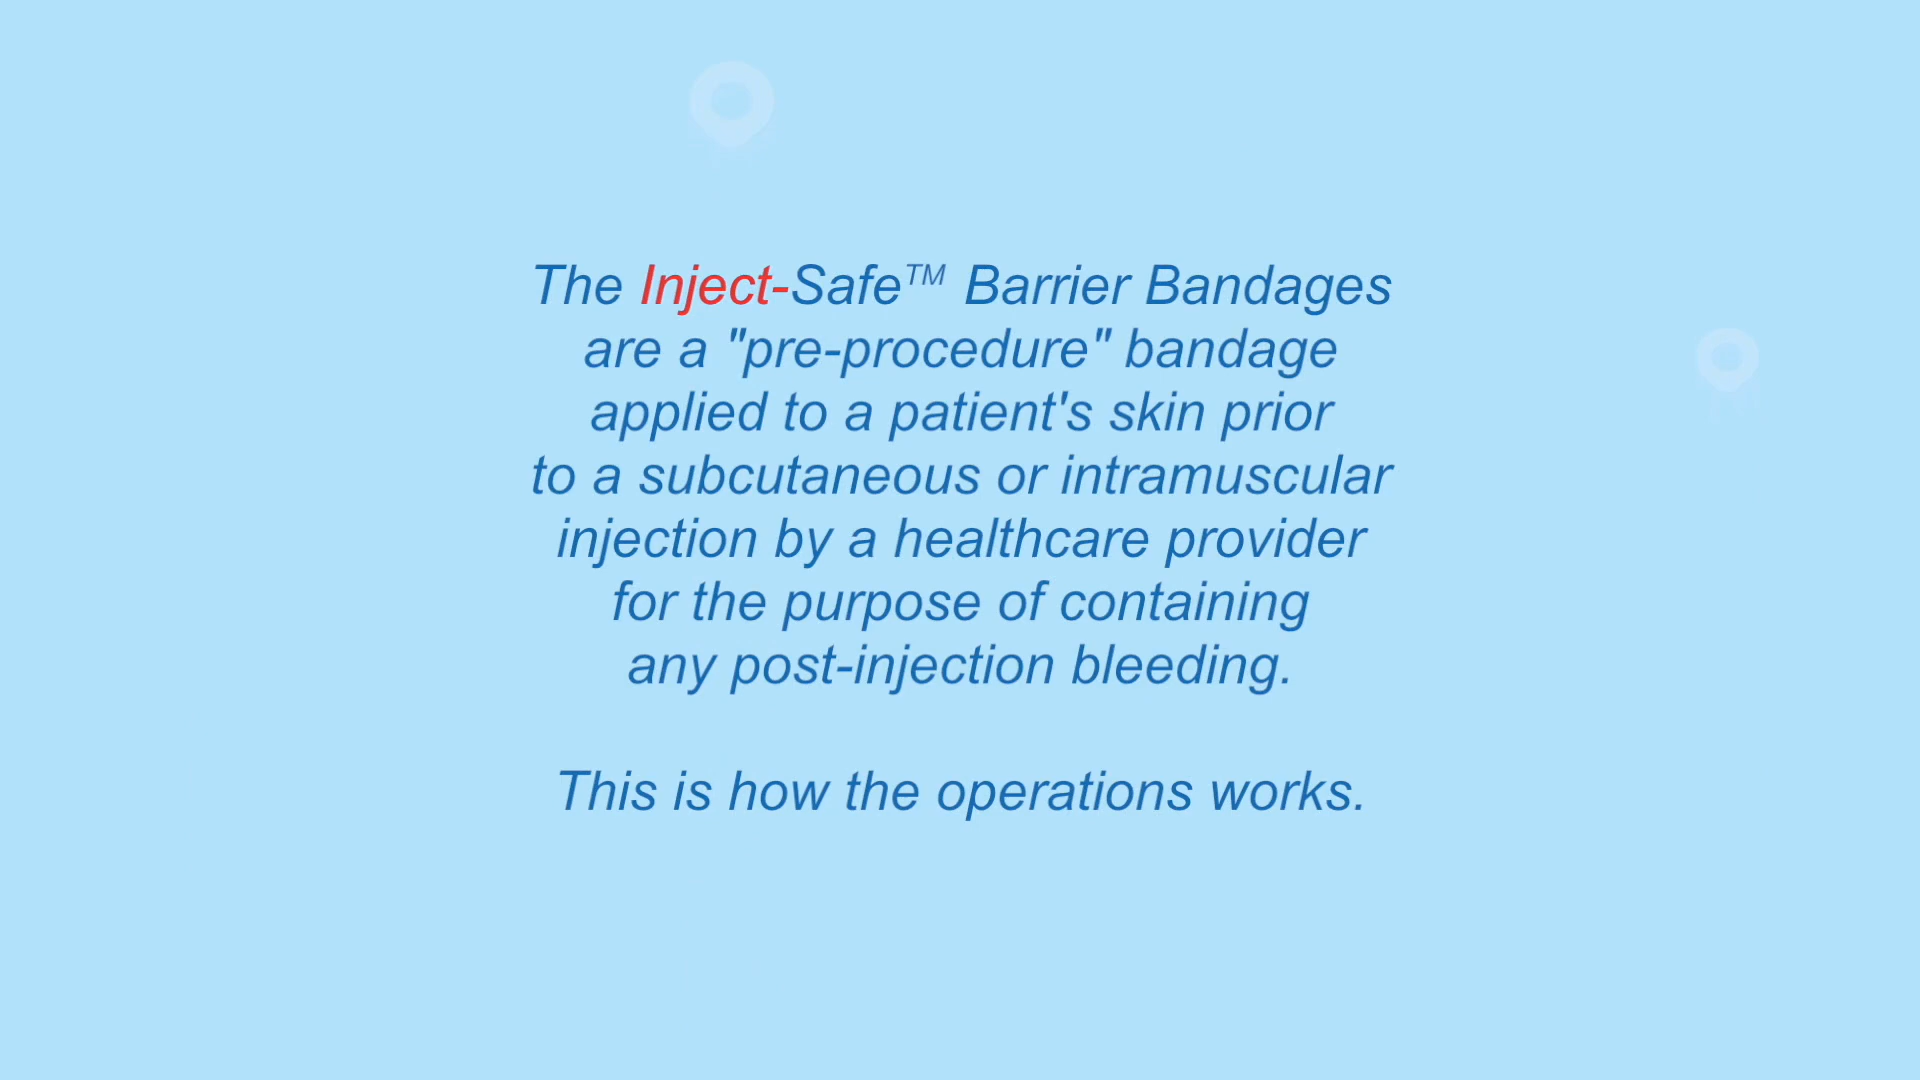 The Inject-Safe™ Barrier Bandages
are a "pre-procedure" bandage
applied to a patient's skin prior
to a subcutaneous or intramuscular
injection by a healthcare provider
for the purpose of containing
any post-injection bleeding.
This is how the operations works.